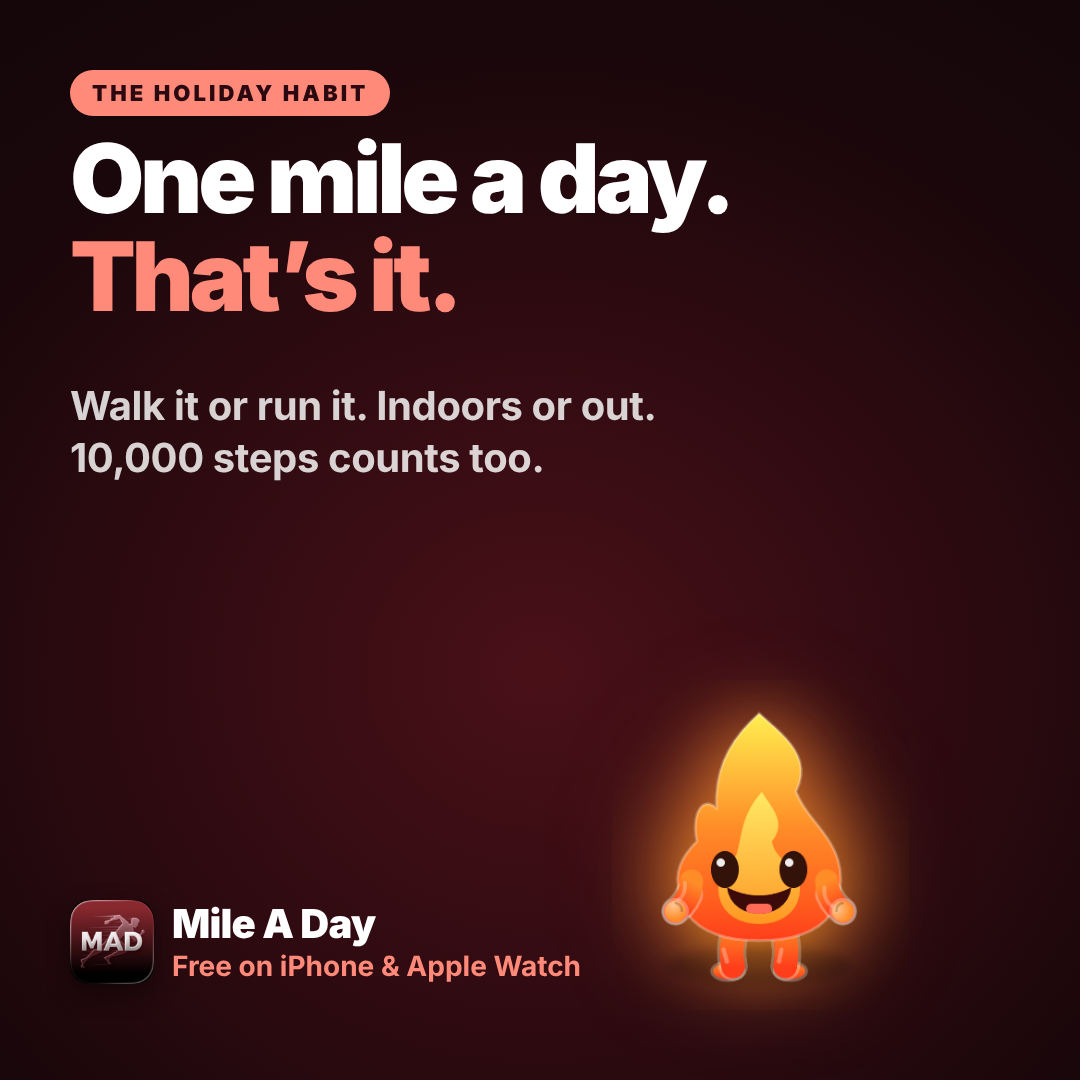 THE HOLIDAY HABIT
One mile a day.
That’s it.
Walk it or run it. Indoors or out.
10,000 steps counts too.
MAD
Mile A Day
Free on iPhone & Apple Watch